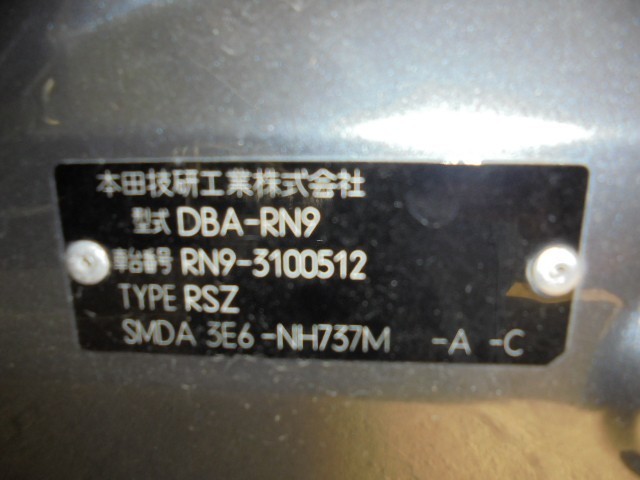 本田技研工業株式会社
型式 DBA-RN9
車台番号 RN9-3100512
TYPE RSZ
SMDA 3E6 -NH737M -A -C